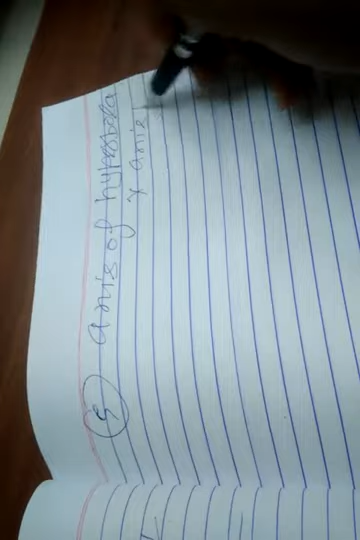 5) axis of hyperbola
x axis